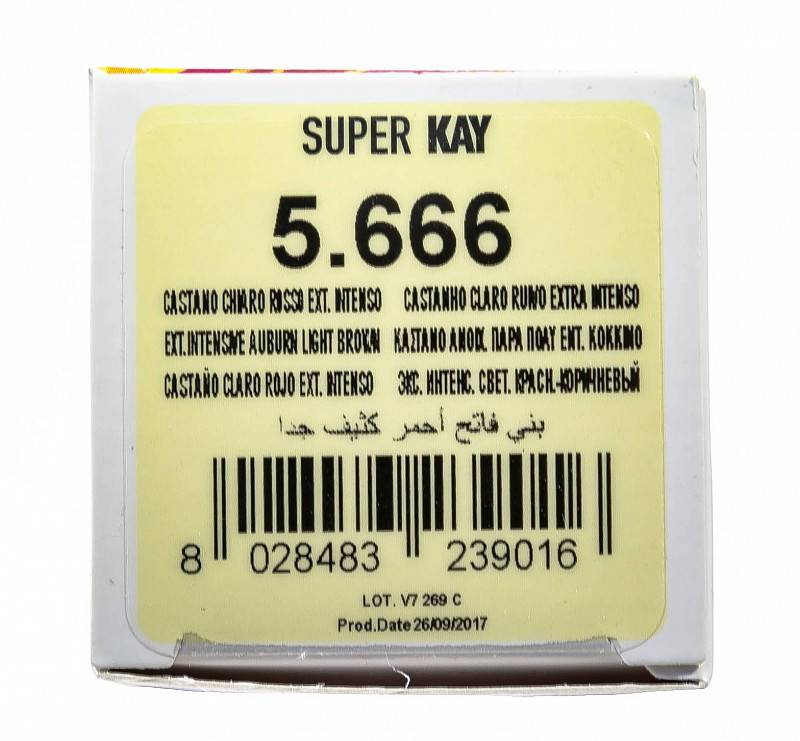 SUPER KAY
5.666
CASTANO CHIARO ROSSO EXT. INTENSO CASTANHO CLARO RUIVO EXTRA INTENSO
EXT.INTENSIVE AUBURN LIGHT BROWN ΚΑΣΤΑΝΟ ΑΝΟΙΧ. ΠΑΡΑ ΠΟΛΥ ΕΝΤ. ΚΟΚΚΙΝΟ
CASTAÑO CLARO ROJO EXT. INTENSO ЭКС. ИНТЕНС. СВЕТ. КРАСН.-КОРИЧНЕВЫЙ
بني فاتح أحمر كثيف جدا
8 028483 239016
LOT. V7 269 C
Prod.Date 26/09/2017